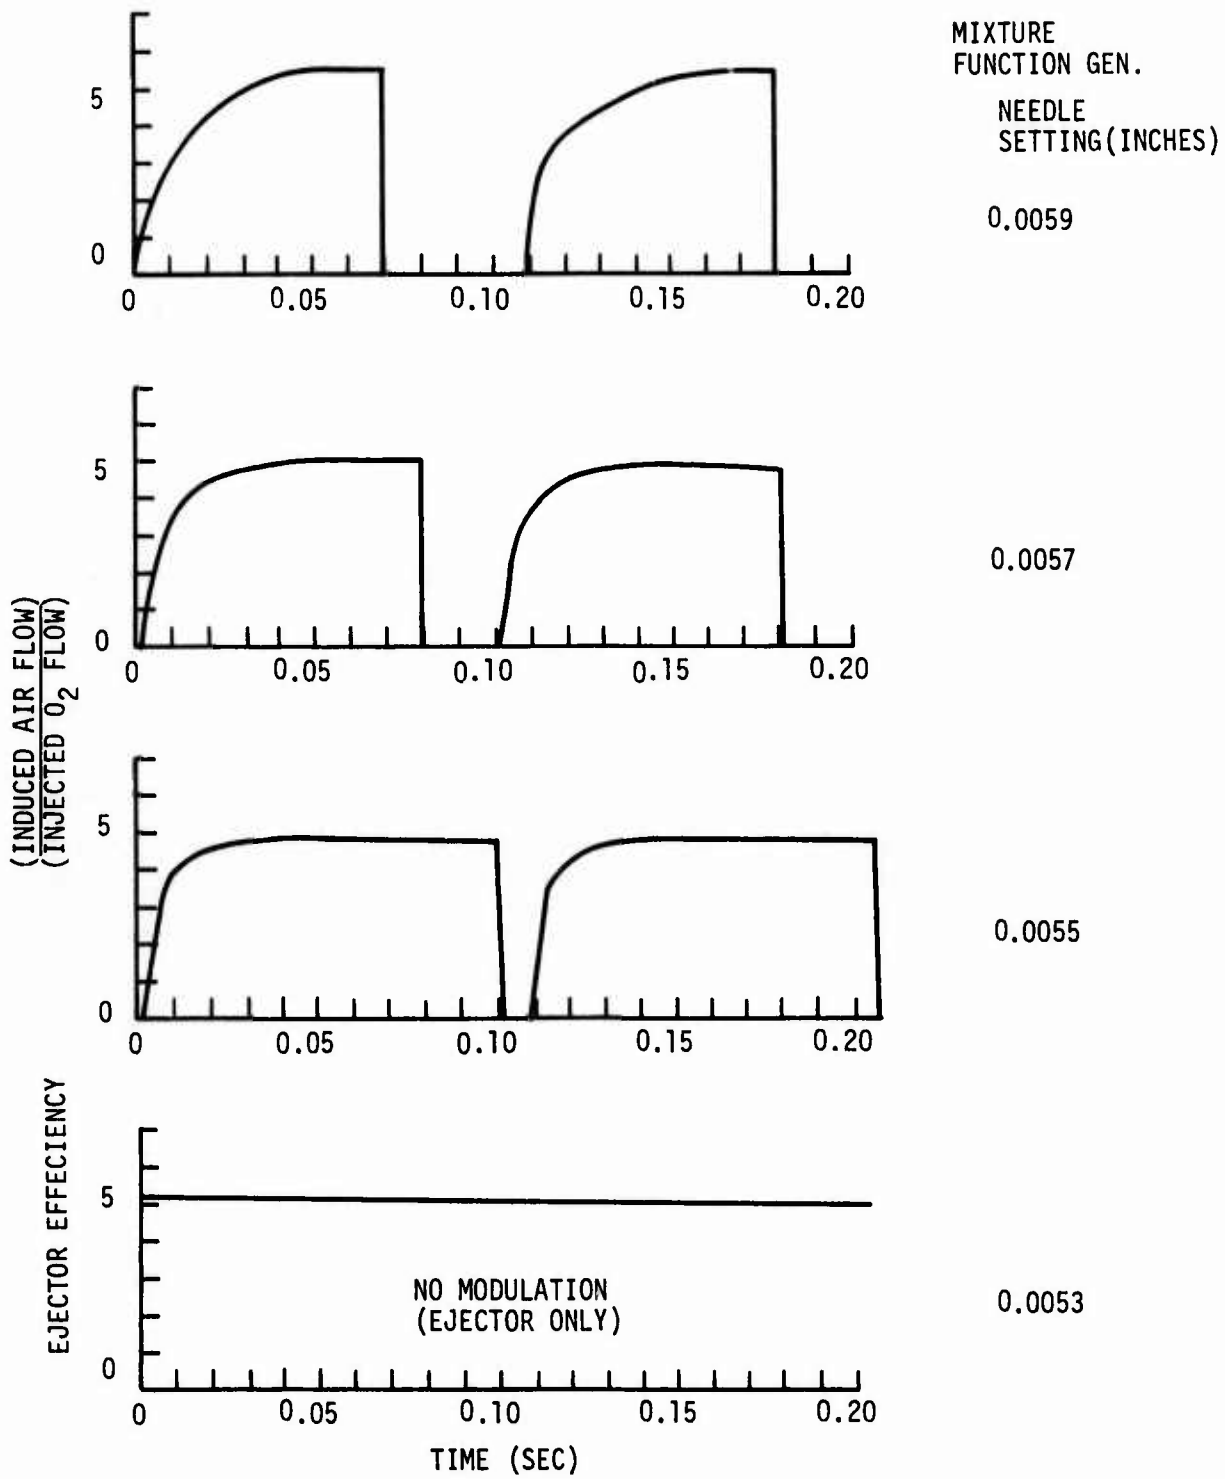 MIXTURE
FUNCTION GEN.
NEEDLE
SETTING(INCHES)
5
0
0 0.05 0.10 0.15 0.20
0.0059
5
0
0 0.05 0.10 0.15 0.20
0.0057
(INDUCED AIR FLOW)
(INJECTED O2 FLOW)
5
0
0 0.05 0.10 0.15 0.20
0.0055
EJECTOR EFFECIENCY
5
0
NO MODULATION
(EJECTOR ONLY)
0.0053
0 0.05 0.10 0.15 0.20
TIME (SEC)